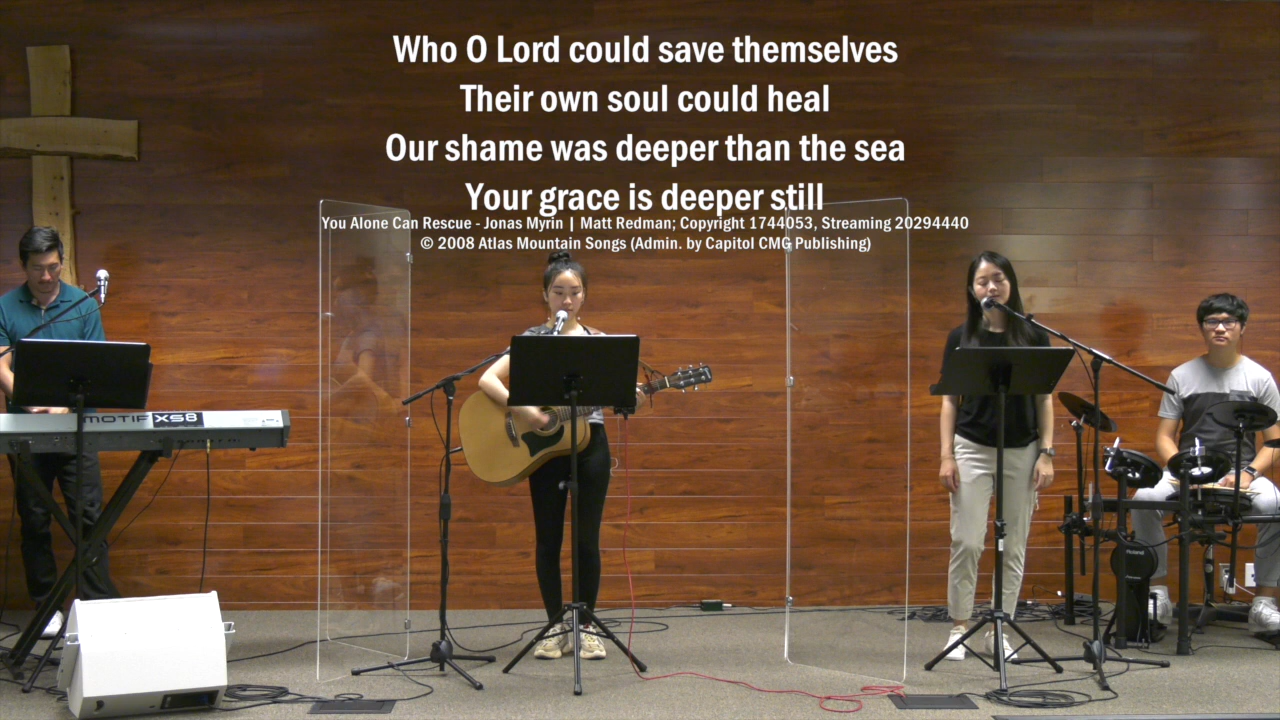 Who O Lord could save themselves
Their own soul could heal
Our shame was deeper than the sea
Your grace is deeper still
You Alone Can Rescue - Jonas Myrin | Matt Redman; Copyright 1744053, Streaming 20294440
© 2008 Atlas Mountain Songs (Admin. by Capitol CMG Publishing)
MOTIF XS8
Roland